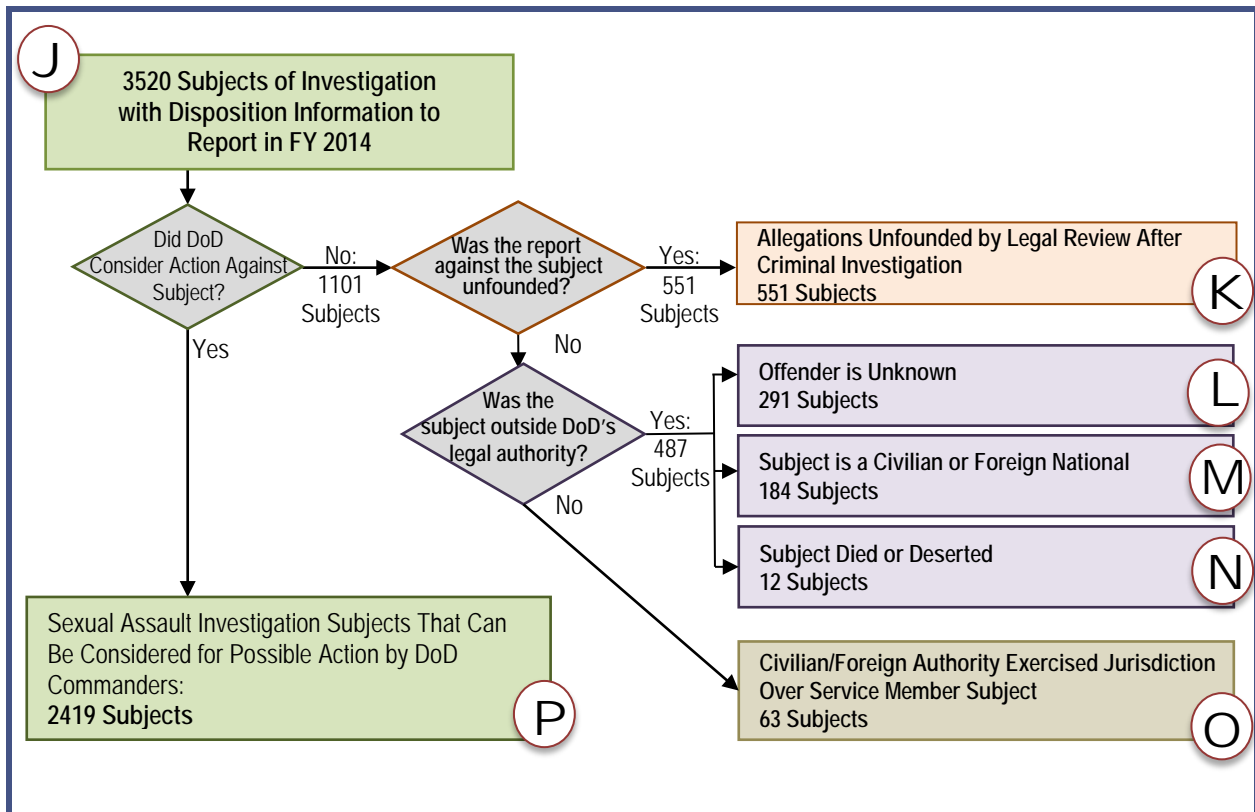 J
3520 Subjects of Investigation
with Disposition Information to
Report in FY 2014
Did DoD
Consider Action Against
Subject?
No:
1101
Subjects
Was the report
against the subject
unfounded?
Yes:
551
Subjects
Allegations Unfounded by Legal Review After
Criminal Investigation
551 Subjects
K
Yes
No
Was the
subject outside DoD's
legal authority?
Yes:
487
Subjects
Offender is Unknown
291 Subjects
L
Subject is a Civilian or Foreign National
184 Subjects
M
Subject Died or Deserted
12 Subjects
N
No
Sexual Assault Investigation Subjects That Can
Be Considered for Possible Action by DoD
Commanders:
2419 Subjects
P
Civilian/Foreign Authority Exercised Jurisdiction
Over Service Member Subject
63 Subjects
O